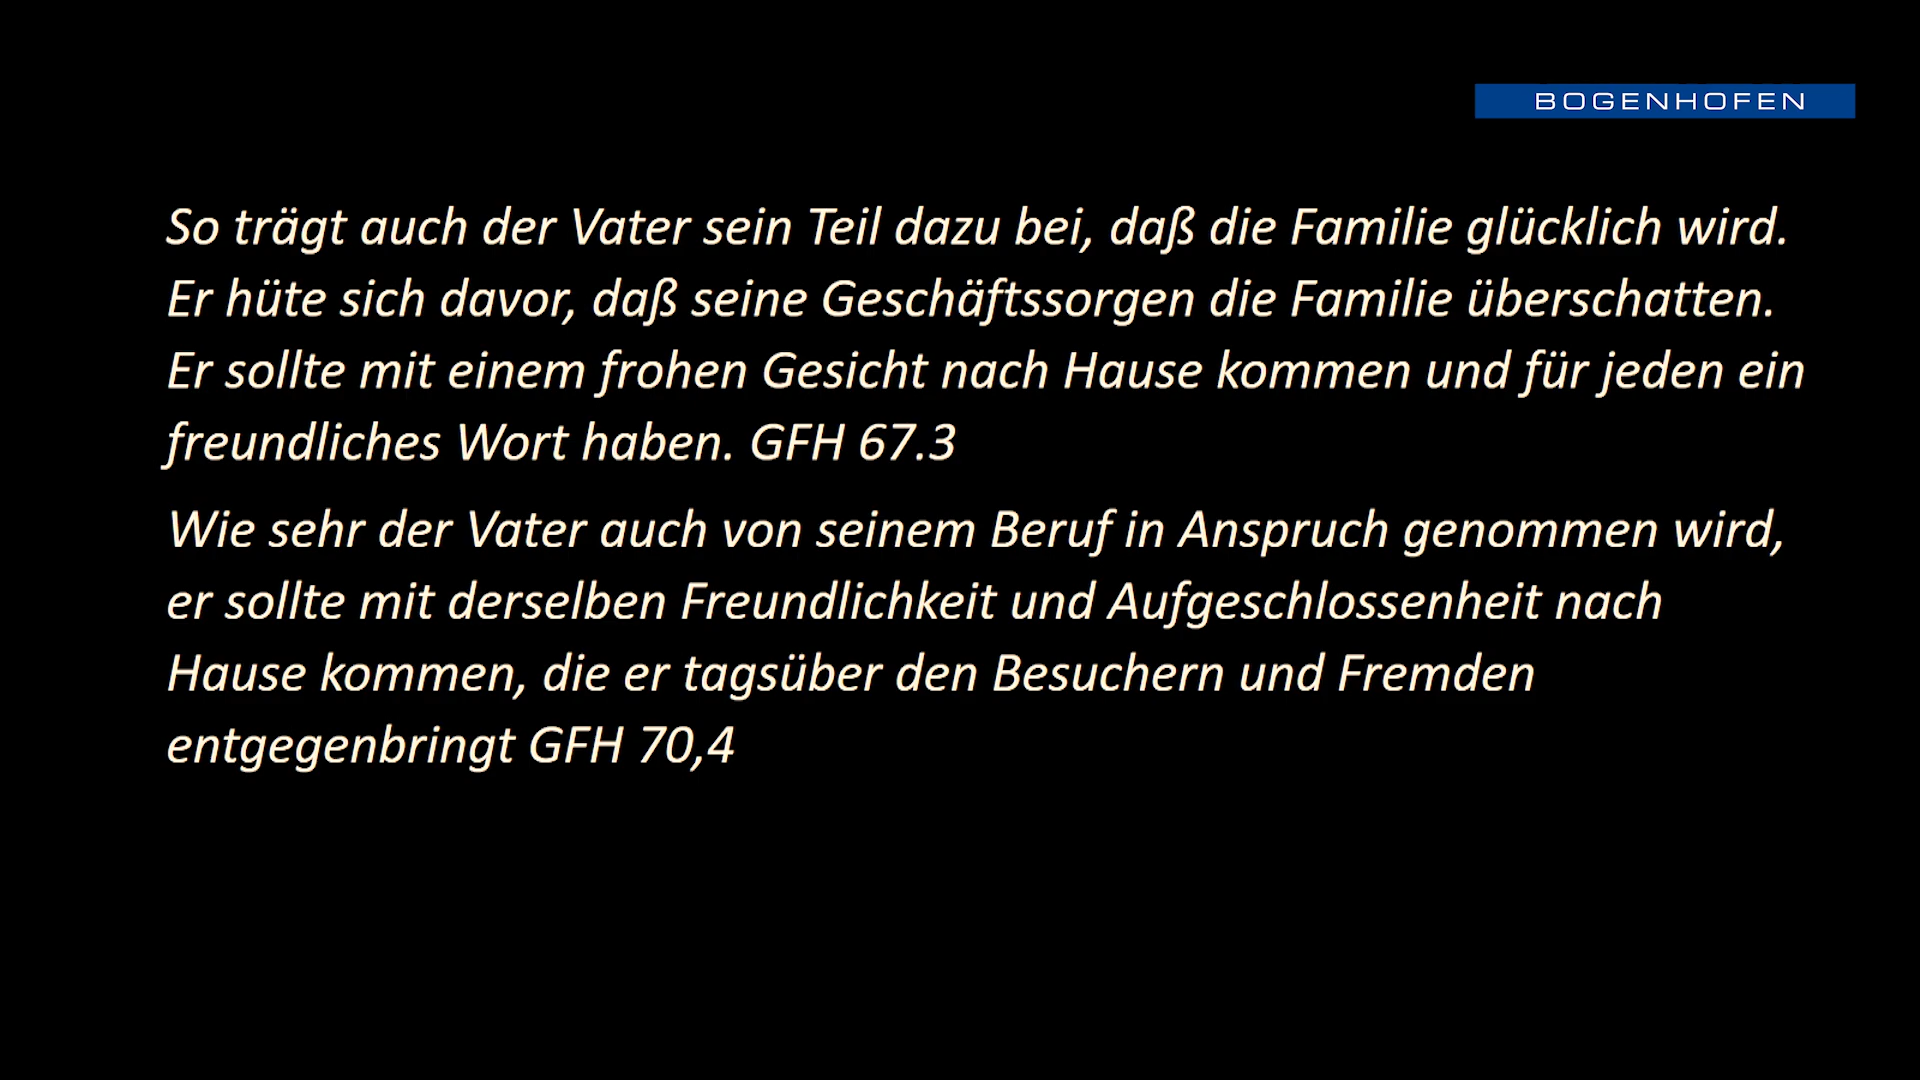 BOGENHOFEN
So trägt auch der Vater sein Teil dazu bei, daß die Familie glücklich wird.
Er hüte sich davor, daß seine Geschäftssorgen die Familie überschatten.
Er sollte mit einem frohen Gesicht nach Hause kommen und für jeden ein
freundliches Wort haben. GFH 67.3
Wie sehr der Vater auch von seinem Beruf in Anspruch genommen wird,
er sollte mit derselben Freundlichkeit und Aufgeschlossenheit nach
Hause kommen, die er tagsüber den Besuchern und Fremden
entgegenbringt GFH 70,4